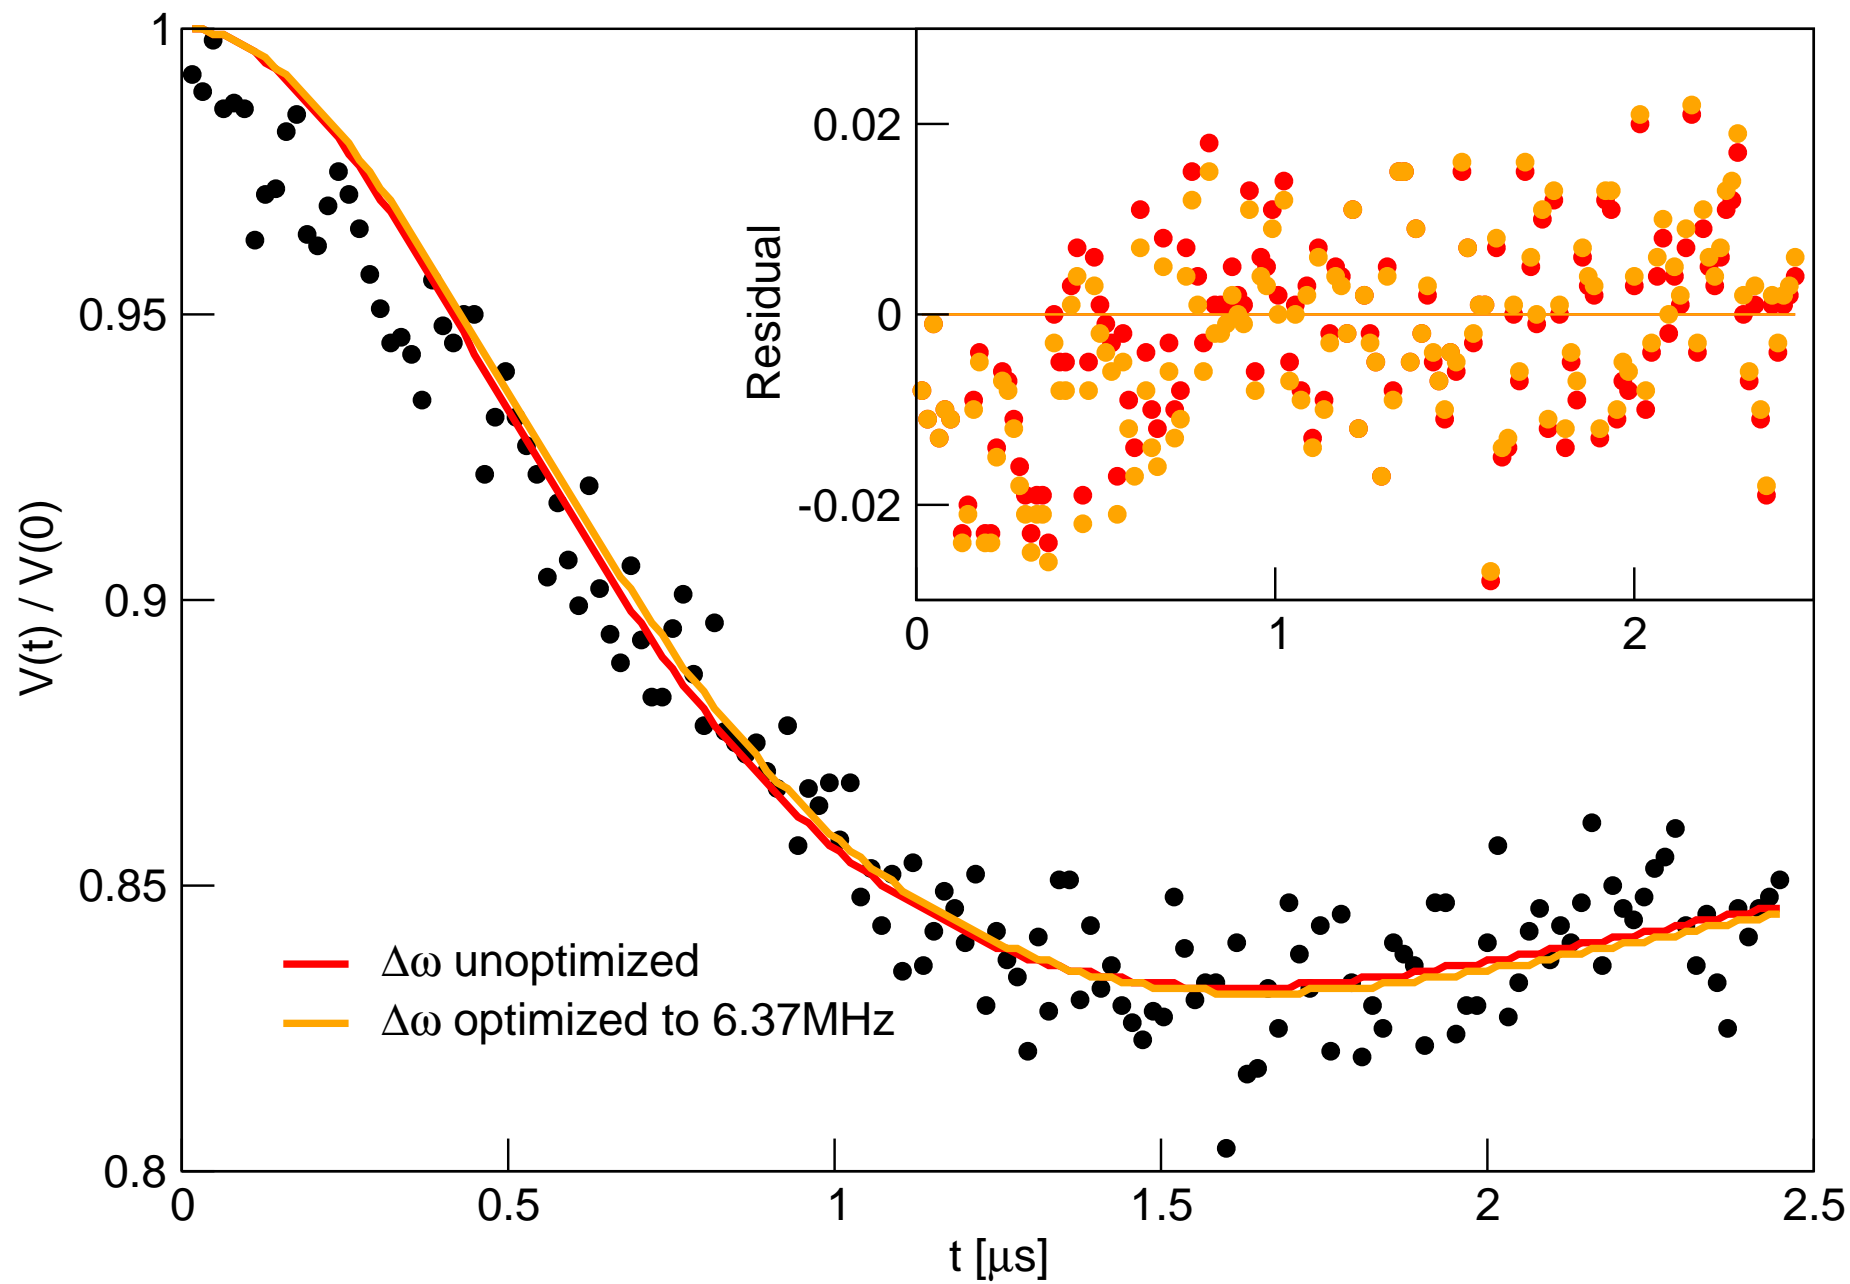 1
0.95
0.9
0.85
0.8
V(t) / V(0)
0.02
0
-0.02
Residual
0 1 2
Δω unoptimized
Δω optimized to 6.37MHz
0 0.5 1 1.5 2 2.5
t [μs]